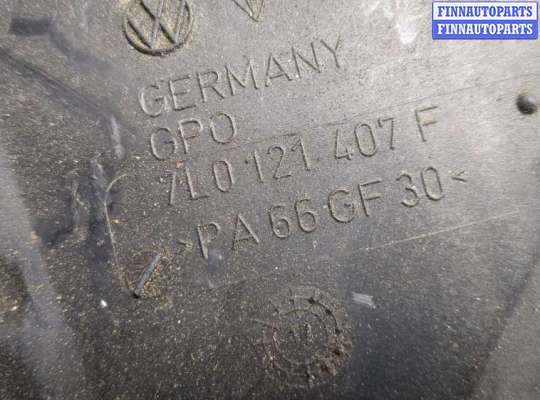 FINNAUTOPARTS
FINNAUTOPARTS
GERMANY
GPO
7L0 121 407 F
>PA 66 GF 30<